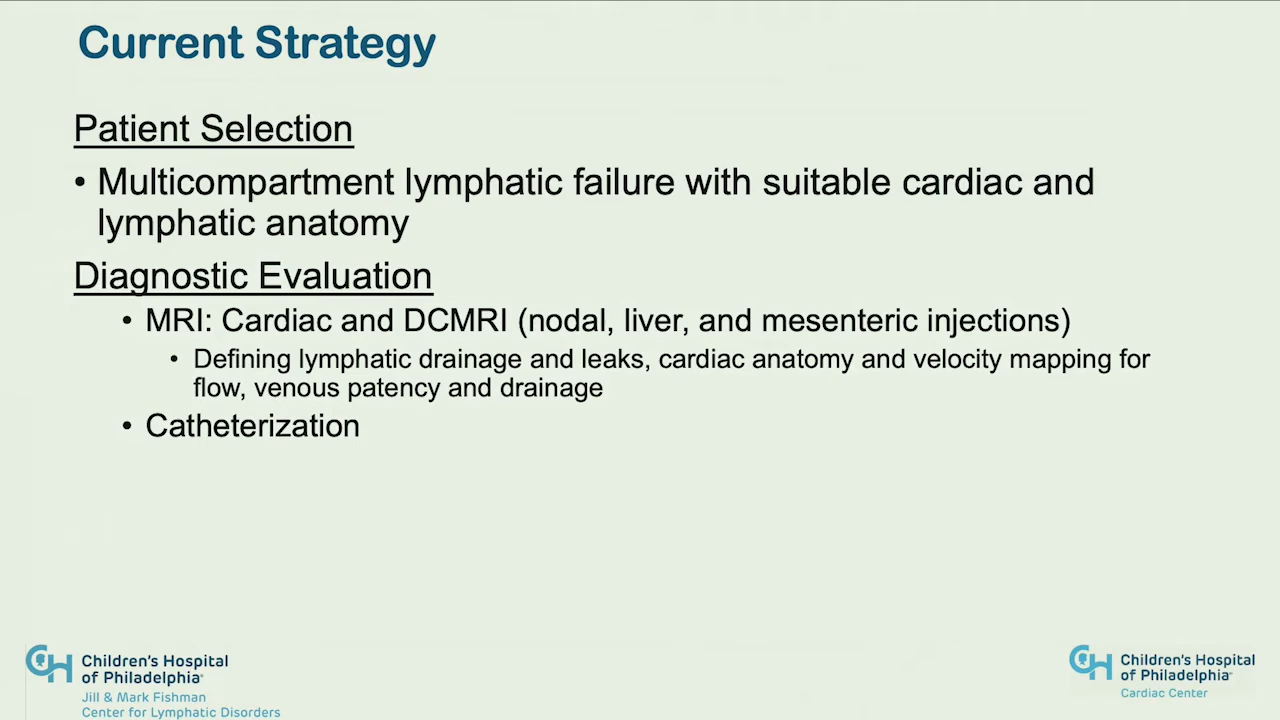 Current Strategy
Patient Selection
• Multicompartment lymphatic failure with suitable cardiac and
lymphatic anatomy
Diagnostic Evaluation
• MRI: Cardiac and DCMRI (nodal, liver, and mesenteric injections)
• Defining lymphatic drainage and leaks, cardiac anatomy and velocity mapping for
flow, venous patency and drainage
• Catheterization
CH Children's Hospital
of Philadelphia
Jill & Mark Fishman
Center for Lymphatic Disorders
CH Children's Hospital
of Philadelphia
Cardiac Center